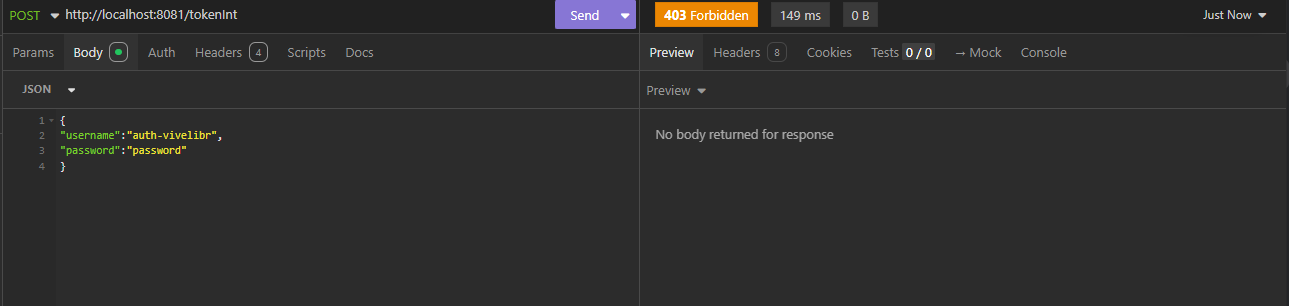 POST http://localhost:8081/tokenInt Send 403 Forbidden 149 ms 0 B Just Now
Params Body Auth Headers 4 Scripts Docs Preview Headers 8 Cookies Tests 0 / 0 → Mock Console
JSON Preview
1 {
2 "username":"auth-vivelibr",
3 "password":"password"
4 }
No body returned for response